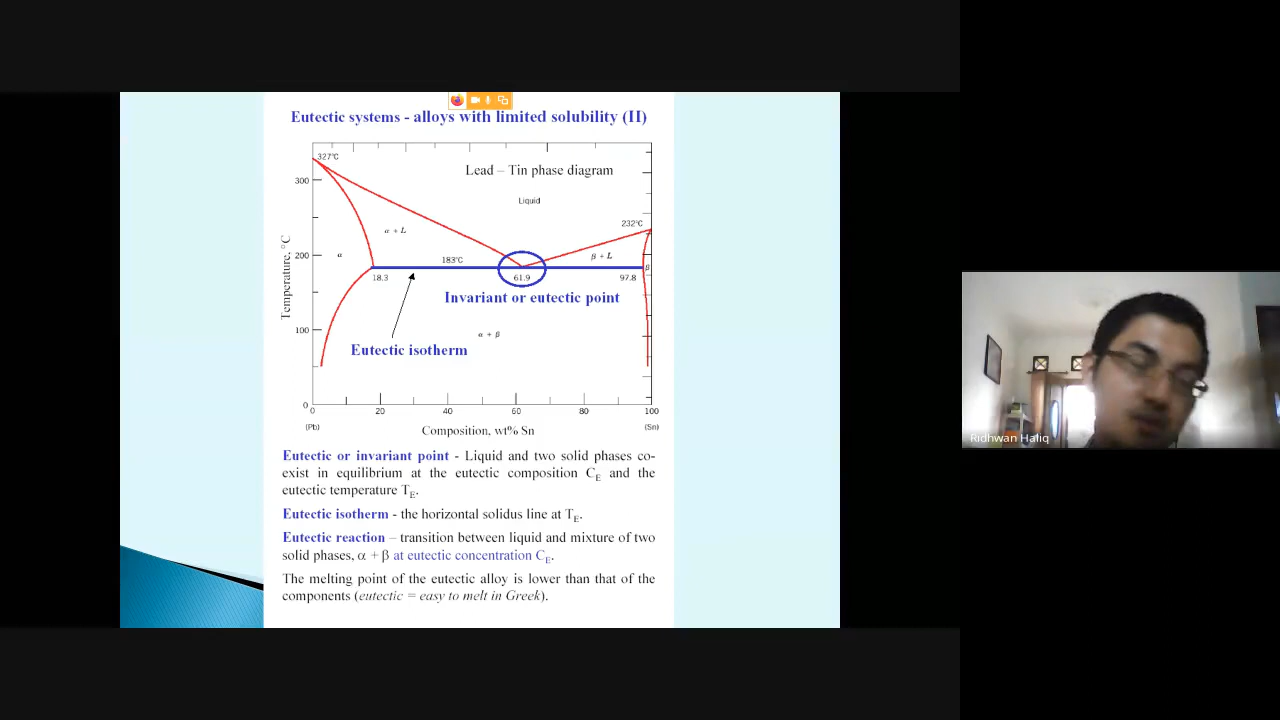 Eutectic systems - alloys with limited solubility (II)
327°C
Lead – Tin phase diagram
300
Liquid
232°C
α + L
Temperature, °C
200
α
183°C
β + L
β
18.3
61.9
97.8
Invariant or eutectic point
100
α + β
Eutectic isotherm
0
0
20
40
60
80
100
(Pb)
Composition, wt% Sn
(Sn)
Eutectic or invariant point - Liquid and two solid phases co-
exist in equilibrium at the eutectic composition CE and the
eutectic temperature TE.
Eutectic isotherm - the horizontal solidus line at TE.
Eutectic reaction – transition between liquid and mixture of two
solid phases, α + β at eutectic concentration CE.
The melting point of the eutectic alloy is lower than that of the
components (eutectic = easy to melt in Greek).
Ridhwan Haliq